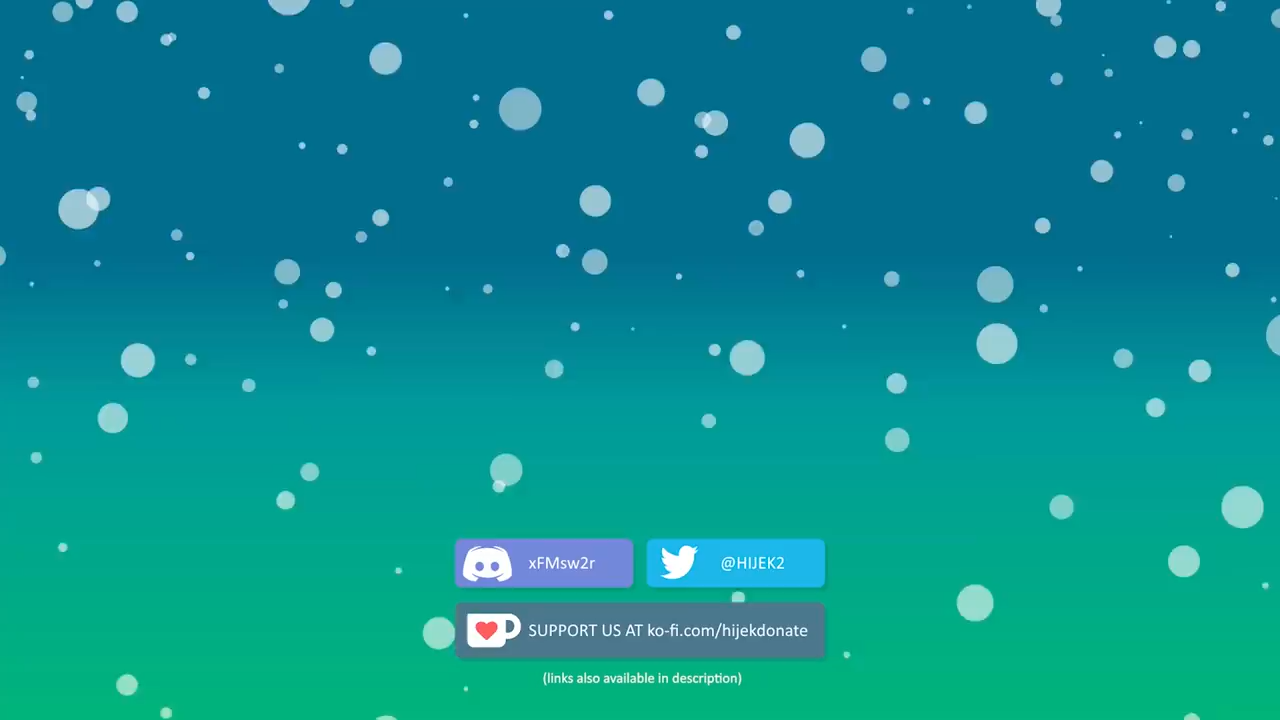 xFMsw2r
@HIJEK2
SUPPORT US AT ko-fi.com/hijekdonate
(links also available in description)